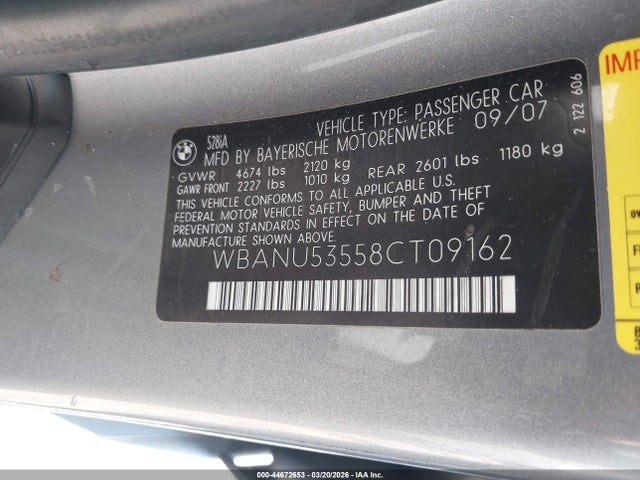 BMW
528iA
VEHICLE TYPE: PASSENGER CAR
MFD BY BAYERISCHE MOTORENWERKE 09/07
GVWR 4674 lbs 2120 kg
GAWR FRONT 2227 lbs 1010 kg REAR 2601 lbs 1180 kg
THIS VEHICLE CONFORMS TO ALL APPLICABLE U.S.
FEDERAL MOTOR VEHICLE SAFETY, BUMPER, AND THEFT
PREVENTION STANDARDS IN EFFECT ON THE DATE OF
MANUFACTURE SHOWN ABOVE.
WBANU53558CT09162
2 122 606
000-44672653 - 03/20/2026 - IAA Inc.